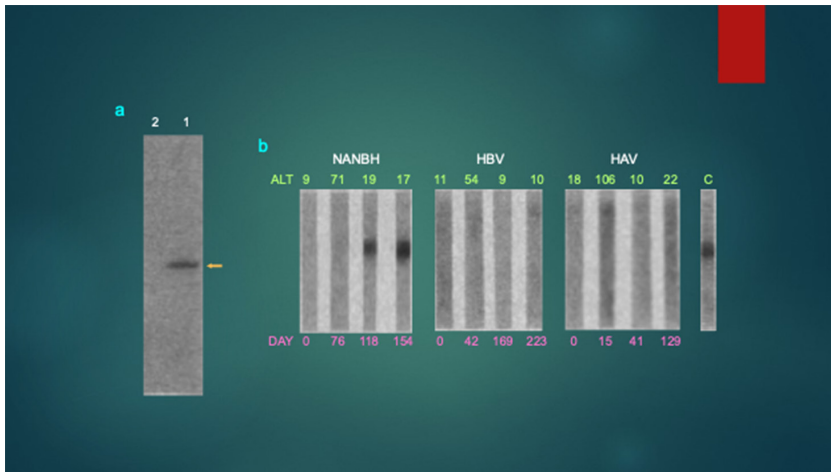 a
2 1
b
NANBH HBV HAV
ALT 9 71 19 17 11 54 9 10 18 106 10 22 C
DAY 0 76 118 154 0 42 169 223 0 15 41 129